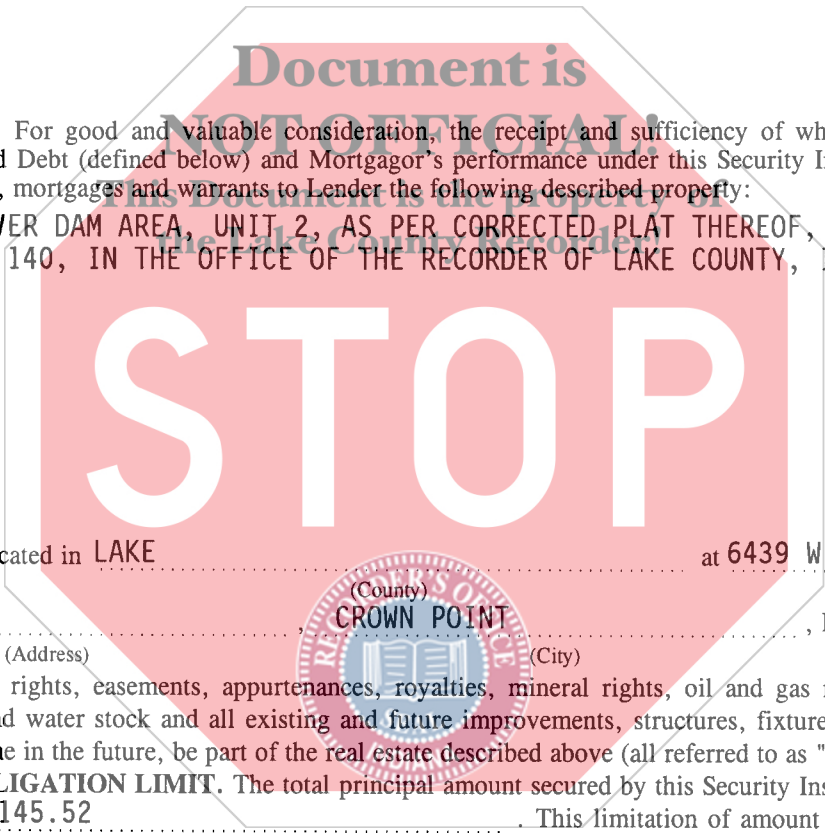 Document is
NOT OFFICIAL!
For good and valuable consideration, the receipt and sufficiency of wh
d Debt (defined below) and Mortgagor's performance under this Security I
, mortgages and warrants to Lender the following described property:
This Document is the property of
VER DAM AREA, UNIT 2, AS PER CORRECTED PLAT THEREOF,
the Lake County Recorder!
140, IN THE OFFICE OF THE RECORDER OF LAKE COUNTY,
STOP
cated in LAKE at 6439 W
(County)
, CROWN POINT ,
(Address) (City)
RECORDER'S OFFICE
rights, easements, appurtenances, royalties, mineral rights, oil and gas
nd water stock and all existing and future improvements, structures, fixture
ne in the future, be part of the real estate described above (all referred to as "
LIGATION LIMIT. The total principal amount secured by this Security Ins
145.52 . This limitation of amount